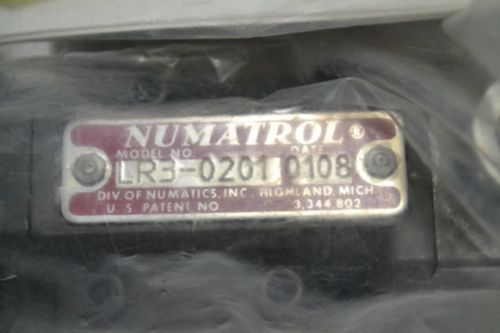 NUMATROL®
MODEL NO. DATE
LR3-0201 0108
DIV OF NUMATICS, INC, HIGHLAND, MICH.
U.S. PATENT NO 3,344 802